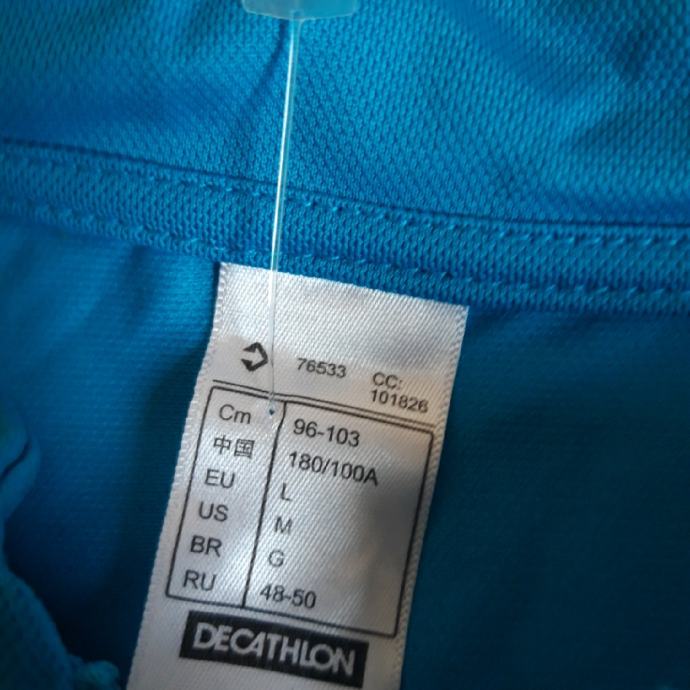 76533 CC:
101826
Cm 96-103
中国 180/100A
EU L
US M
BR G
RU 48-50
DECATHLON